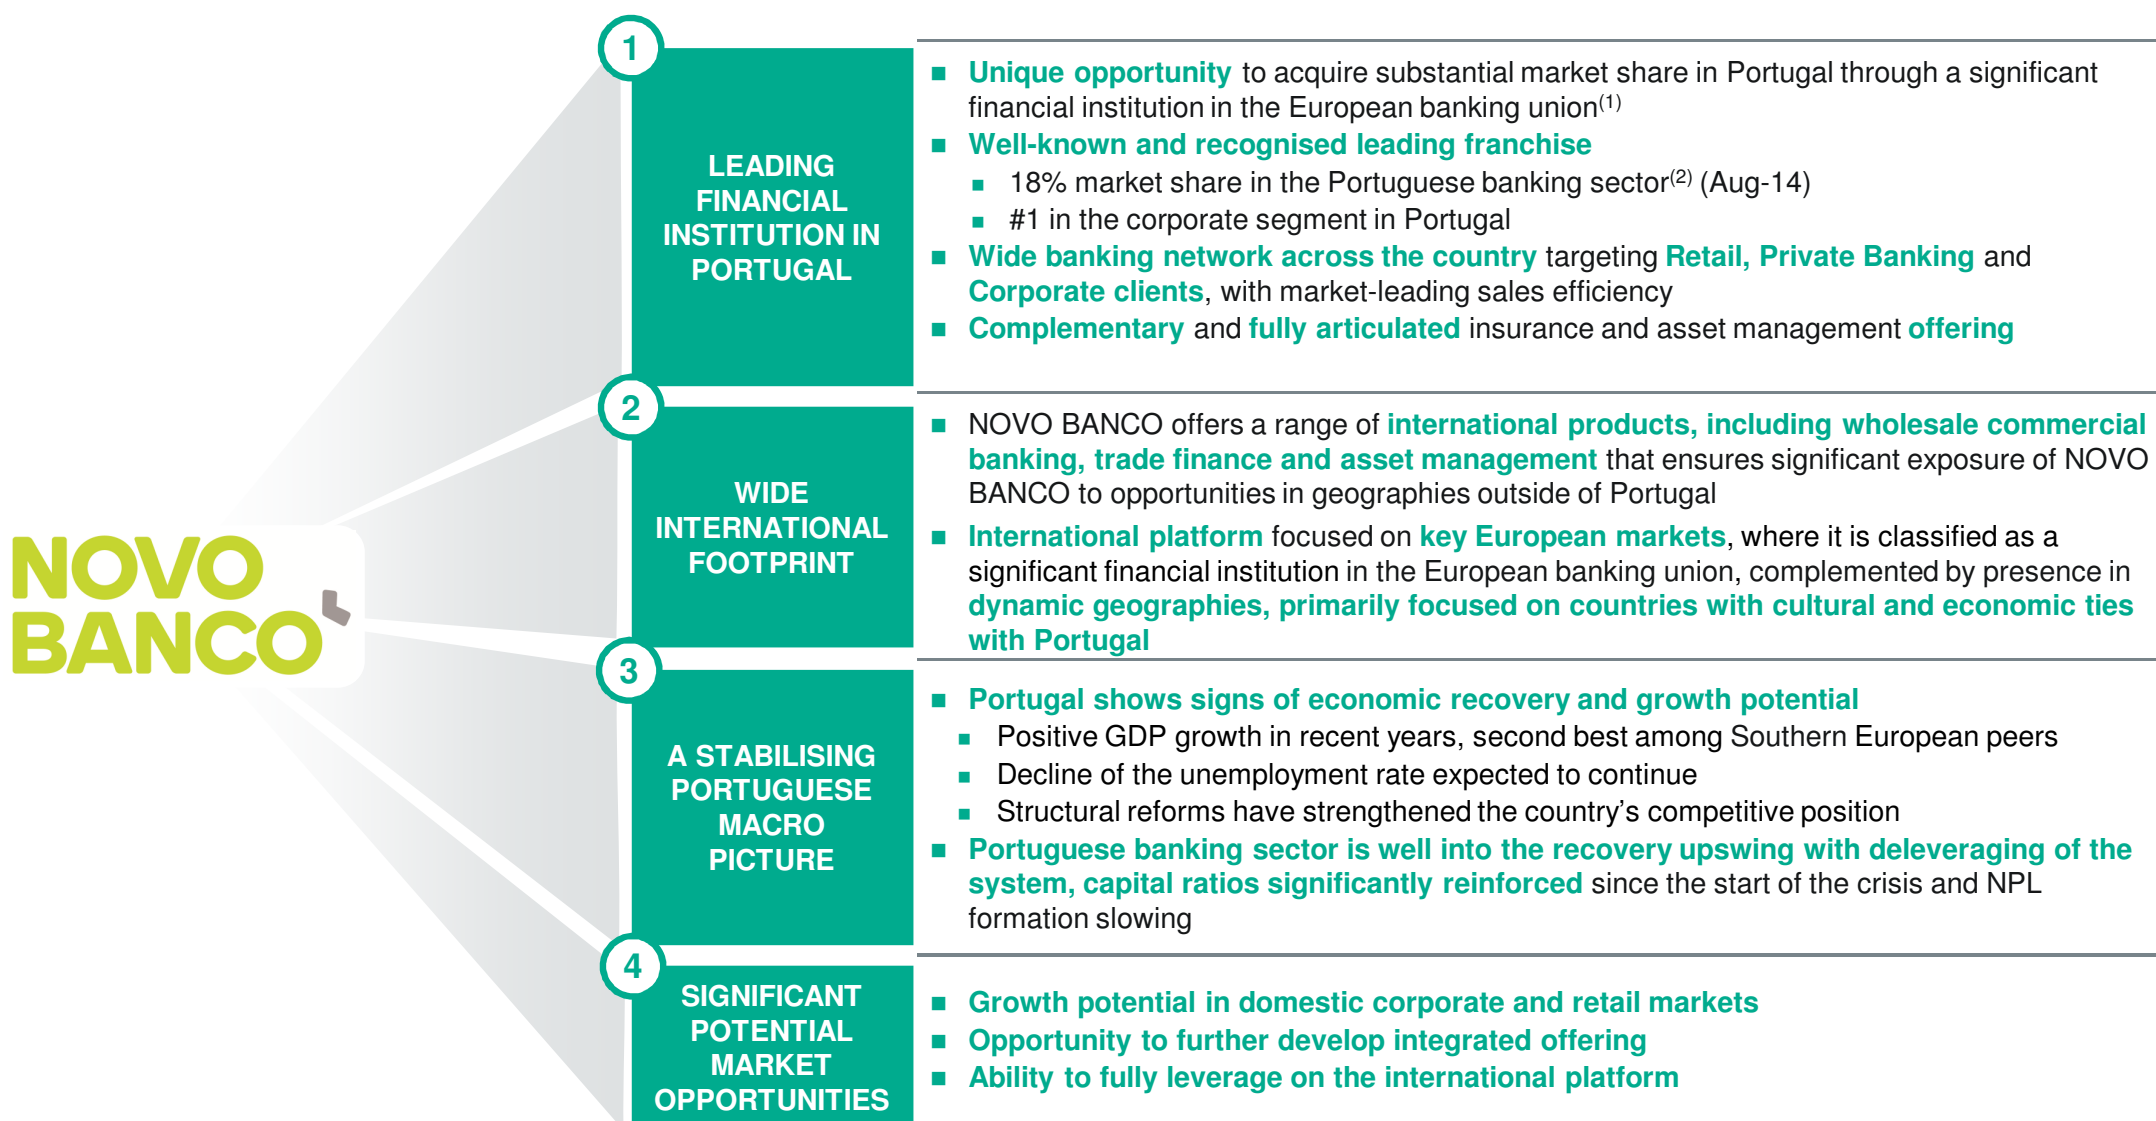 NOVO
BANCO
1
LEADING
FINANCIAL
INSTITUTION IN
PORTUGAL
■ Unique opportunity to acquire substantial market share in Portugal through a significant
financial institution in the European banking union(1)
■ Well-known and recognised leading franchise
■ 18% market share in the Portuguese banking sector(2) (Aug-14)
■ #1 in the corporate segment in Portugal
■ Wide banking network across the country targeting Retail, Private Banking and
Corporate clients, with market-leading sales efficiency
■ Complementary and fully articulated insurance and asset management offering
2
WIDE
INTERNATIONAL
FOOTPRINT
■ NOVO BANCO offers a range of international products, including wholesale commercial
banking, trade finance and asset management that ensures significant exposure of NOVO
BANCO to opportunities in geographies outside of Portugal
■ International platform focused on key European markets, where it is classified as a
significant financial institution in the European banking union, complemented by presence in
dynamic geographies, primarily focused on countries with cultural and economic ties
with Portugal
3
A STABILISING
PORTUGUESE
MACRO
PICTURE
■ Portugal shows signs of economic recovery and growth potential
■ Positive GDP growth in recent years, second best among Southern European peers
■ Decline of the unemployment rate expected to continue
■ Structural reforms have strengthened the country’s competitive position
■ Portuguese banking sector is well into the recovery upswing with deleveraging of the
system, capital ratios significantly reinforced since the start of the crisis and NPL
formation slowing
4
SIGNIFICANT
POTENTIAL
MARKET
OPPORTUNITIES
■ Growth potential in domestic corporate and retail markets
■ Opportunity to further develop integrated offering
■ Ability to fully leverage on the international platform